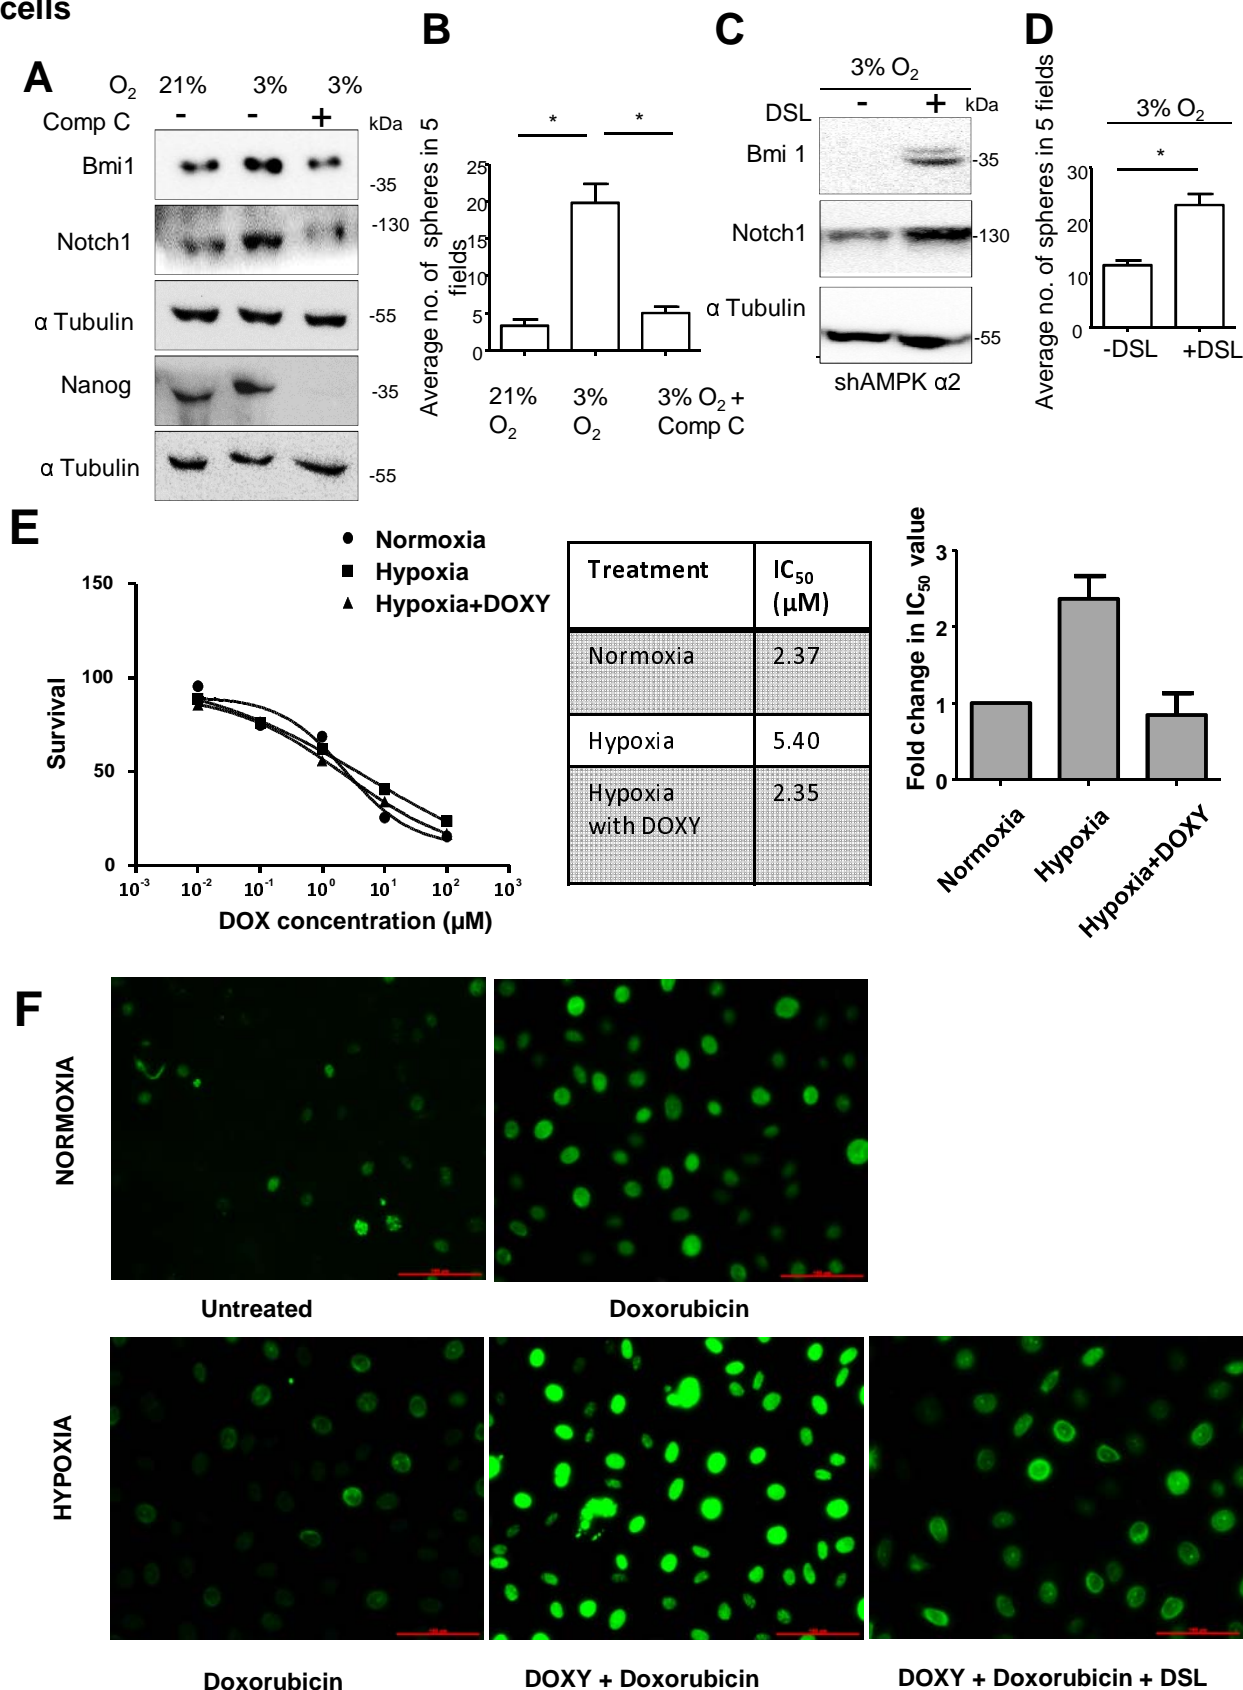 cells
A
O2 21% 3% 3%
Comp C - - + kDa
Bmi1
-35
Notch1
-130
α Tubulin
-55
Nanog
-35
α Tubulin
-55
B
* *
Average no. of spheres in 5
fields
25
20
15
10
5
0
21%
O2
3%
O2
3% O2 +
Comp C
C
3% O2
DSL - + kDa
Bmi 1
-35
Notch1
-130
α Tubulin
-55
shAMPK α2
D
3% O2
*
Average no. of spheres in 5 fields
30
20
10
0
-DSL +DSL
E
Normoxia
Hypoxia
Hypoxia+DOXY
Survival
150
100
50
0
10-3 10-2 10-1 100 101 102 103
DOX concentration (µM)
Treatment IC50
(µM)
Normoxia 2.37
Hypoxia 5.40
Hypoxia 2.35
with DOXY
Fold change in IC50 value
3
2
1
0
Normoxia
Hypoxia
Hypoxia+DOXY
F
NORMOXIA
Untreated Doxorubicin
HYPOXIA
Doxorubicin DOXY + Doxorubicin DOXY + Doxorubicin + DSL